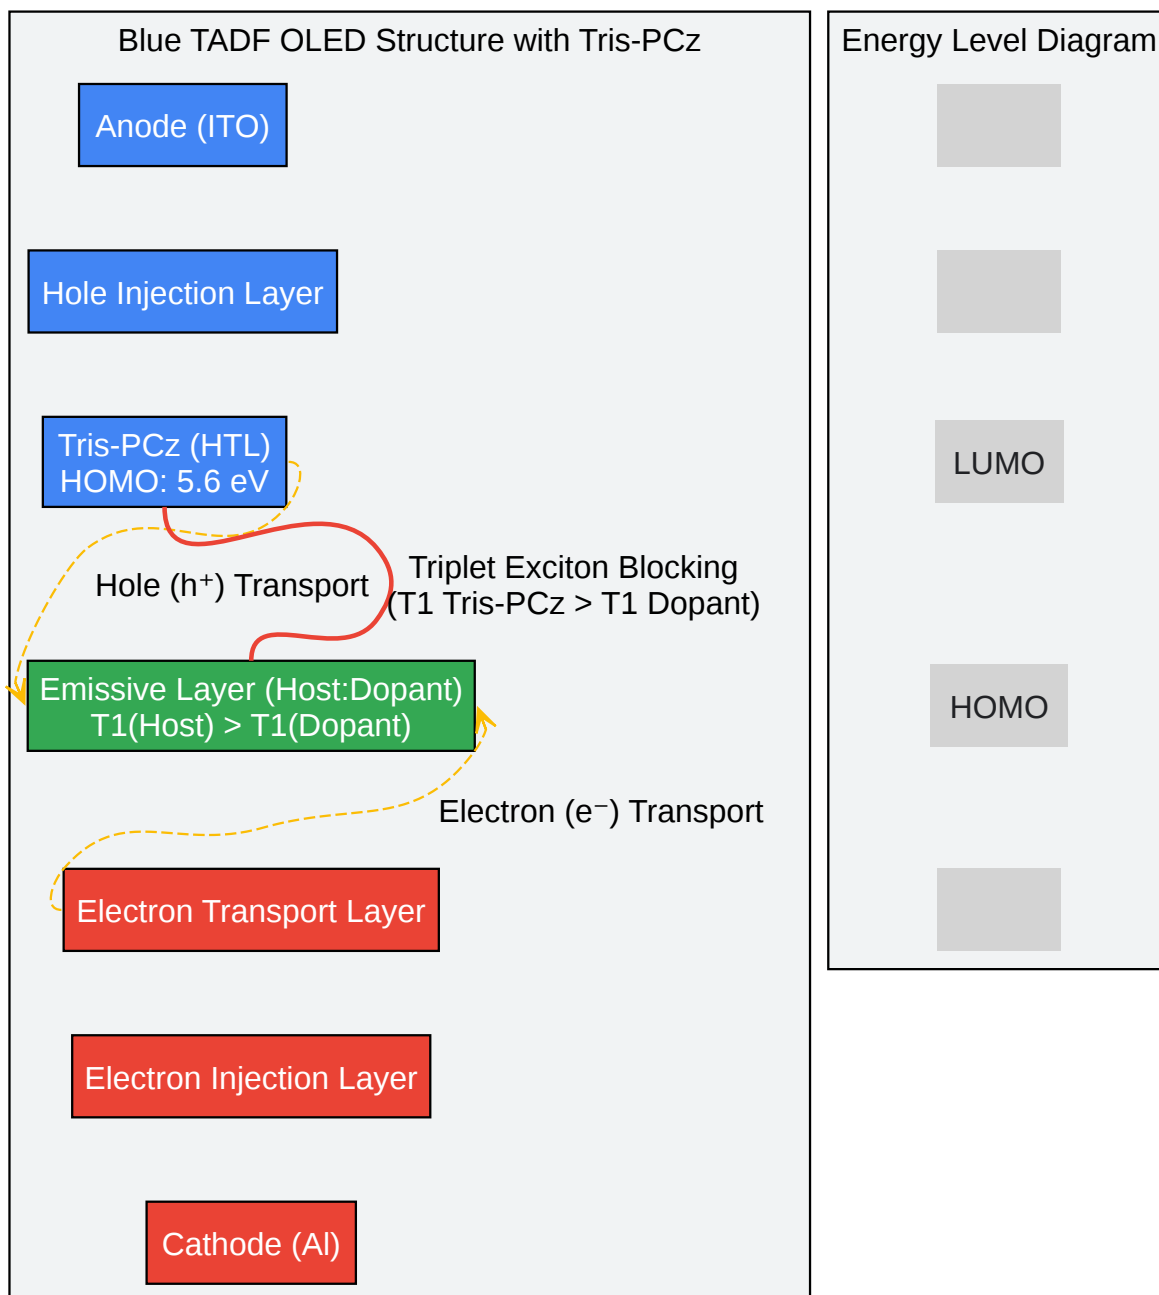 Blue TADF OLED Structure with Tris-PCz
Anode (ITO)
Hole Injection Layer
Tris-PCz (HTL)
HOMO: 5.6 eV
Hole (h⁺) Transport
Triplet Exciton Blocking
(T1 Tris-PCz > T1 Dopant)
Emissive Layer (Host:Dopant)
T1(Host) > T1(Dopant)
Electron (e⁻) Transport
Electron Transport Layer
Electron Injection Layer
Cathode (Al)
Energy Level Diagram
LUMO
HOMO